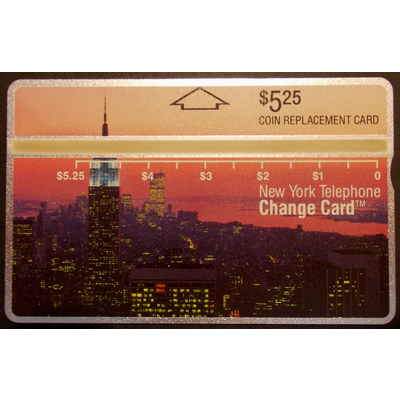 $5.25
COIN REPLACEMENT CARD
$5.25 $4 $3 $2 $1 0
New York Telephone
Change Card™